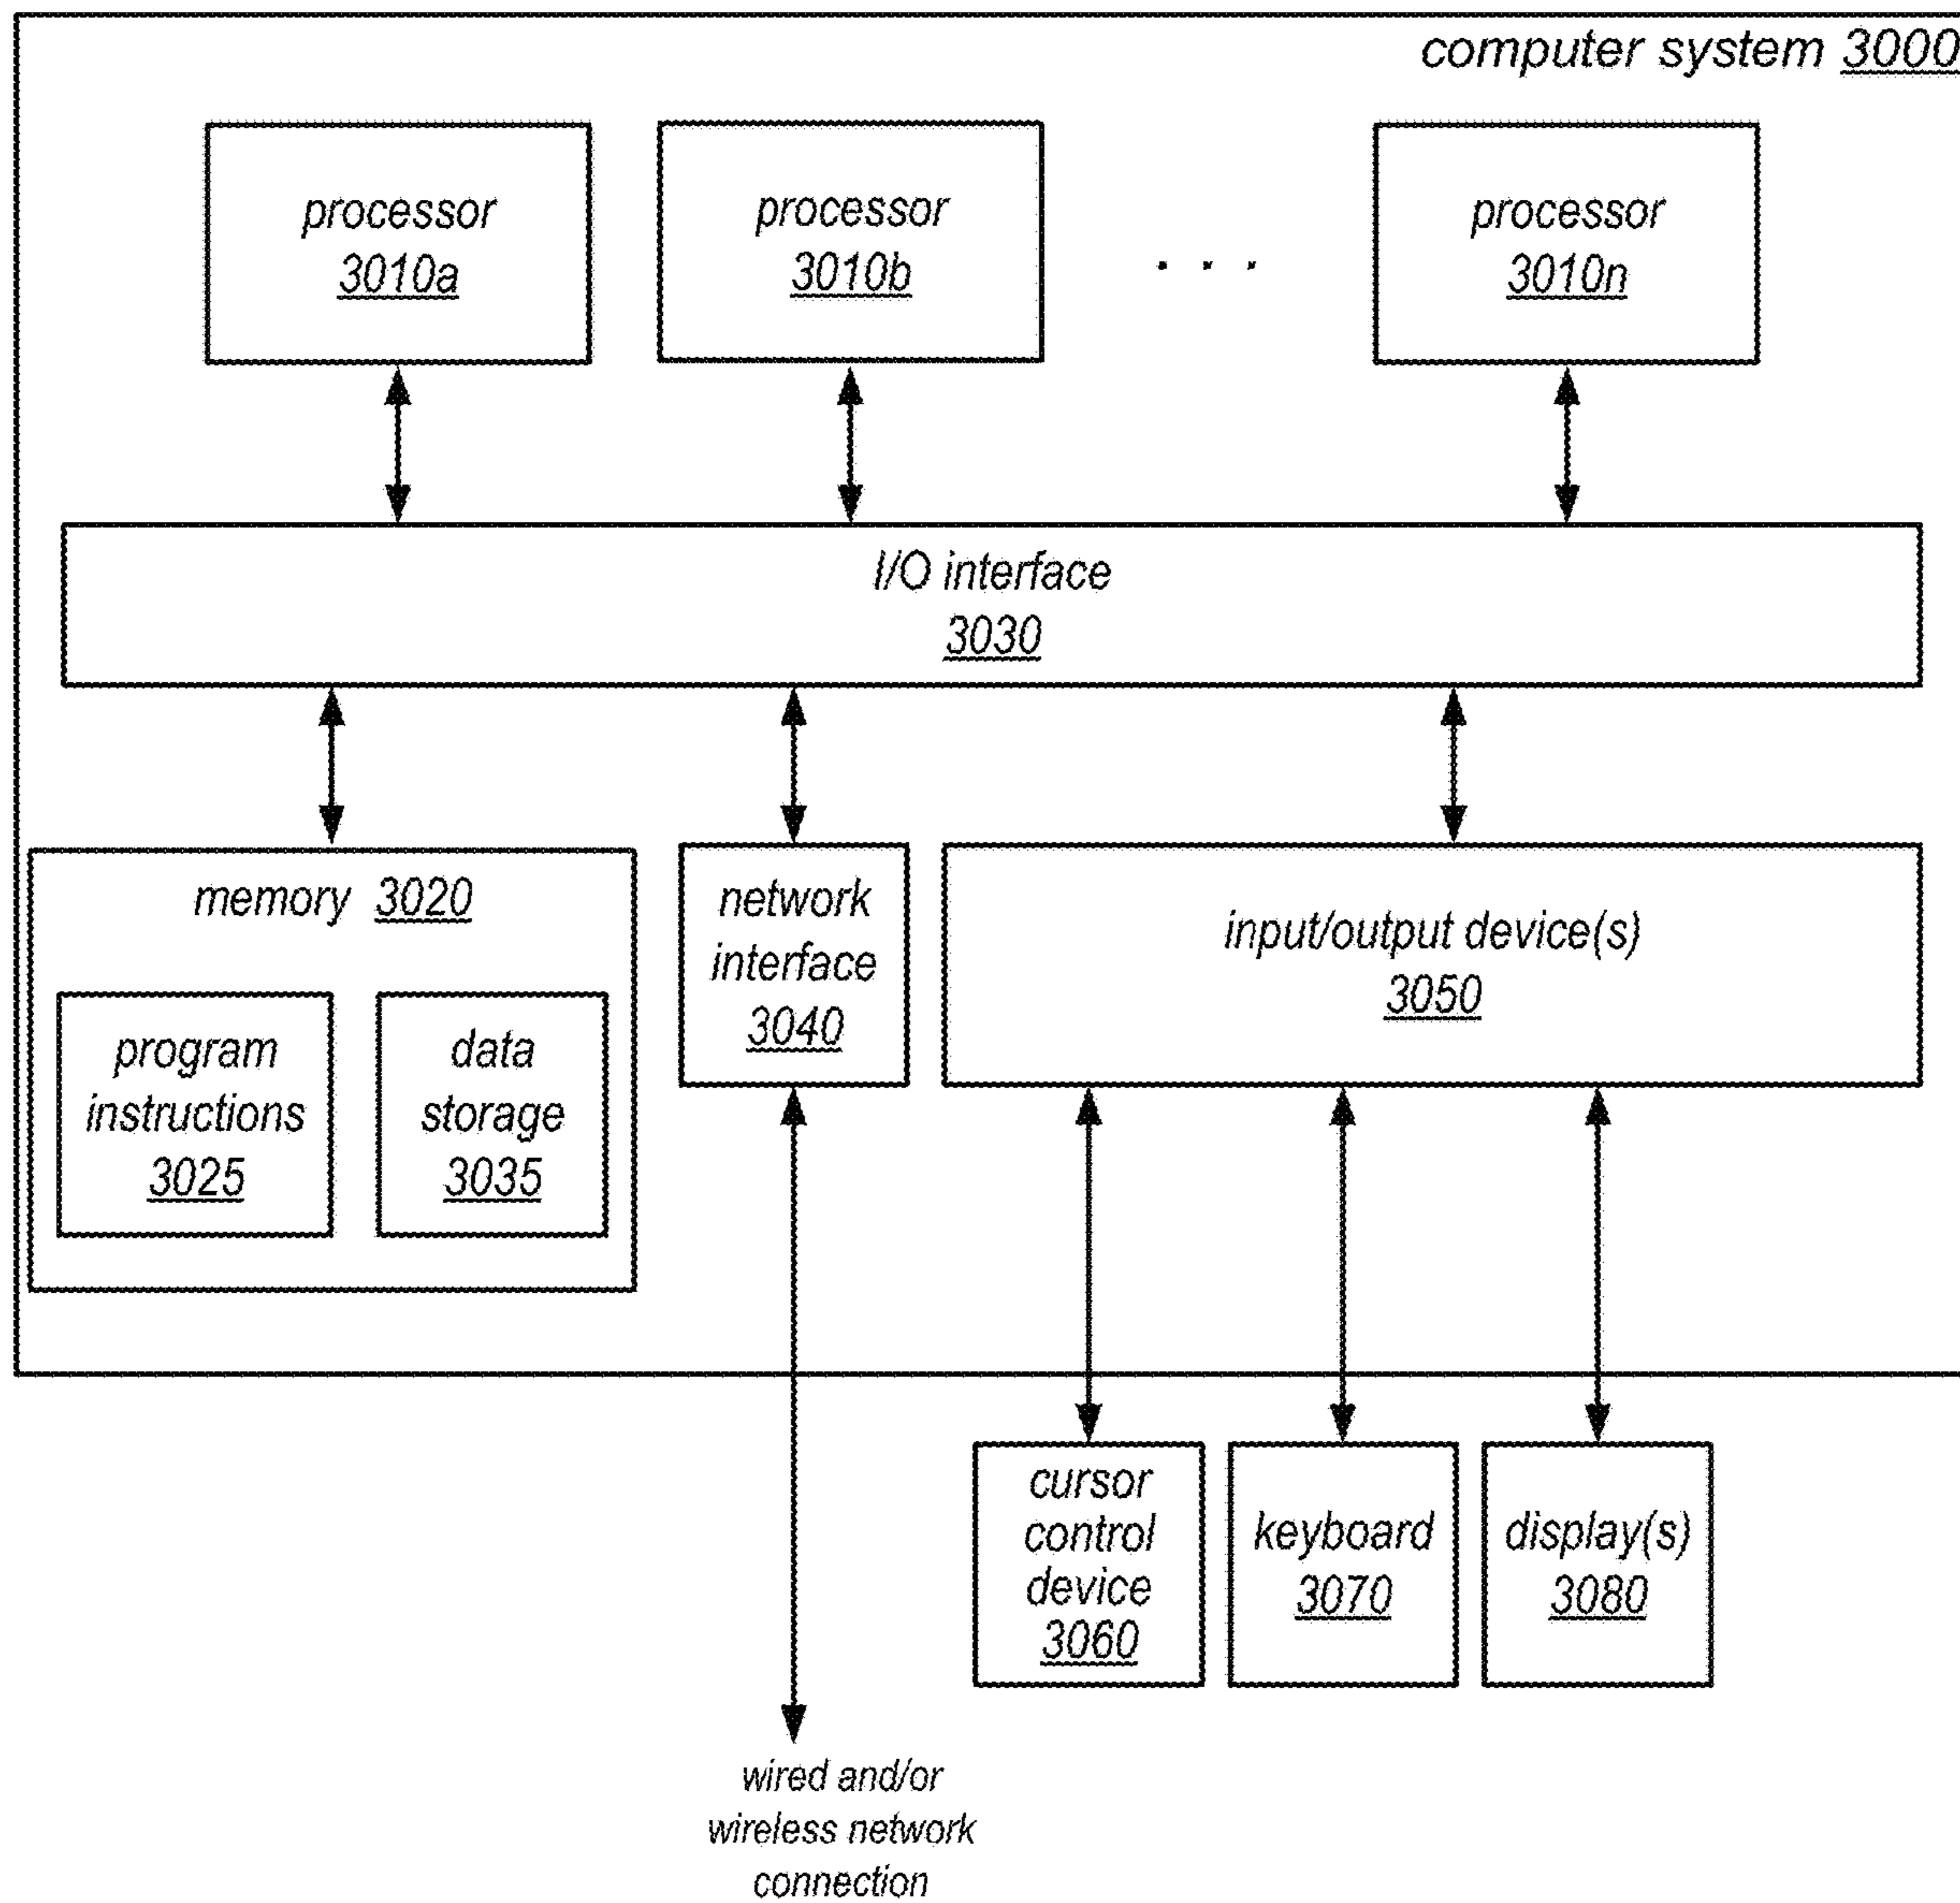 computer system 3000
processor
3010a
processor
3010b
. . .
processor
3010n
I/O interface
3030
memory 3020
program
instructions
3025
data
storage
3035
network
interface
3040
input/output device(s)
3050
cursor
control
device
3060
keyboard
3070
display(s)
3080
wired and/or
wireless network
connection